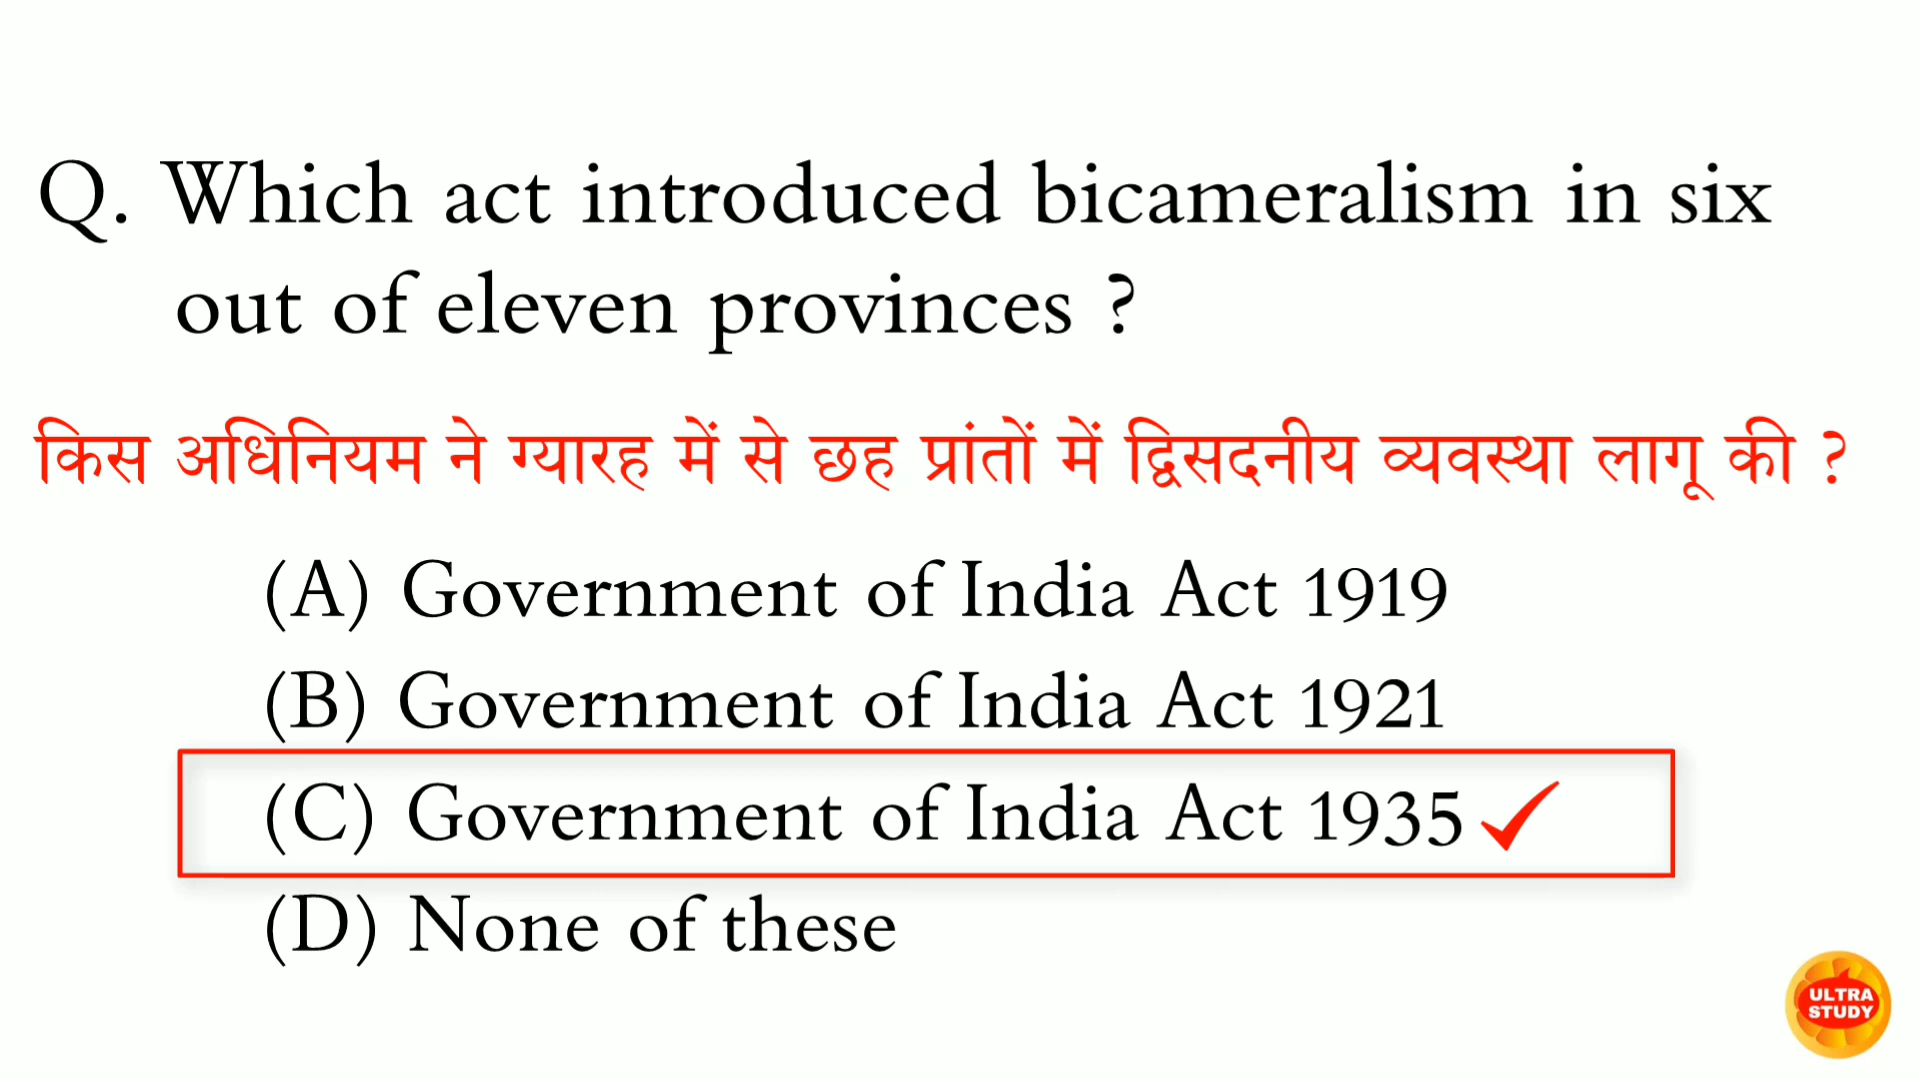 Q. Which act introduced bicameralism in six
out of eleven provinces ?
किस अधिनियम ने ग्यारह में से छह प्रांतों में द्विसदनीय व्यवस्था लागू की ?
(A) Government of India Act 1919
(B) Government of India Act 1921
(C) Government of India Act 1935
(D) None of these
ULTRA
STUDY